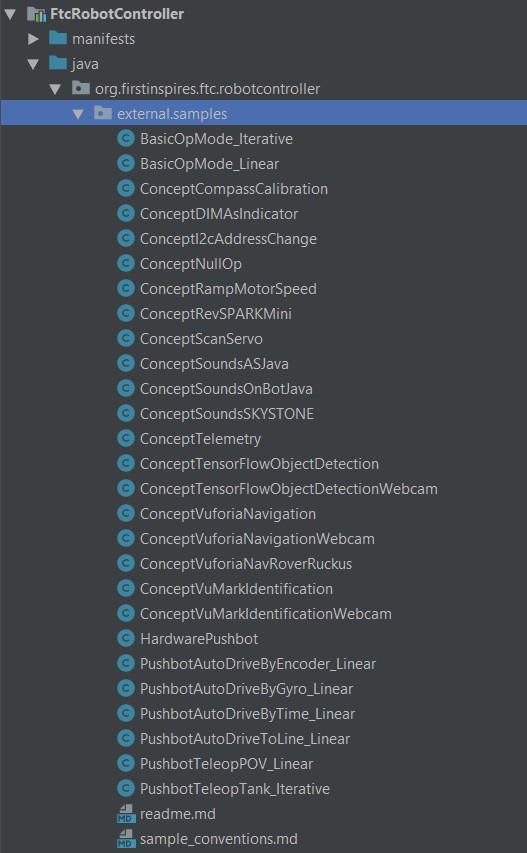 FtcRobotController
manifests
java
org.firstinspires.ftc.robotcontroller
external.samples
BasicOpMode_Iterative
BasicOpMode_Linear
ConceptCompassCalibration
ConceptDIMAsIndicator
ConceptI2cAddressChange
ConceptNullOp
ConceptRampMotorSpeed
ConceptRevSPARKMini
ConceptScanServo
ConceptSoundsASJava
ConceptSoundsOnBotJava
ConceptSoundsSKYSTONE
ConceptTelemetry
ConceptTensorFlowObjectDetection
ConceptTensorFlowObjectDetectionWebcam
ConceptVuforiaNavigation
ConceptVuforiaNavigationWebcam
ConceptVuforiaNavRoverRuckus
ConceptVuMarkIdentification
ConceptVuMarkIdentificationWebcam
HardwarePushbot
PushbotAutoDriveByEncoder_Linear
PushbotAutoDriveByGyro_Linear
PushbotAutoDriveByTime_Linear
PushbotAutoDriveToLine_Linear
PushbotTeleopPOV_Linear
PushbotTeleopTank_Iterative
readme.md
sample_conventions.md